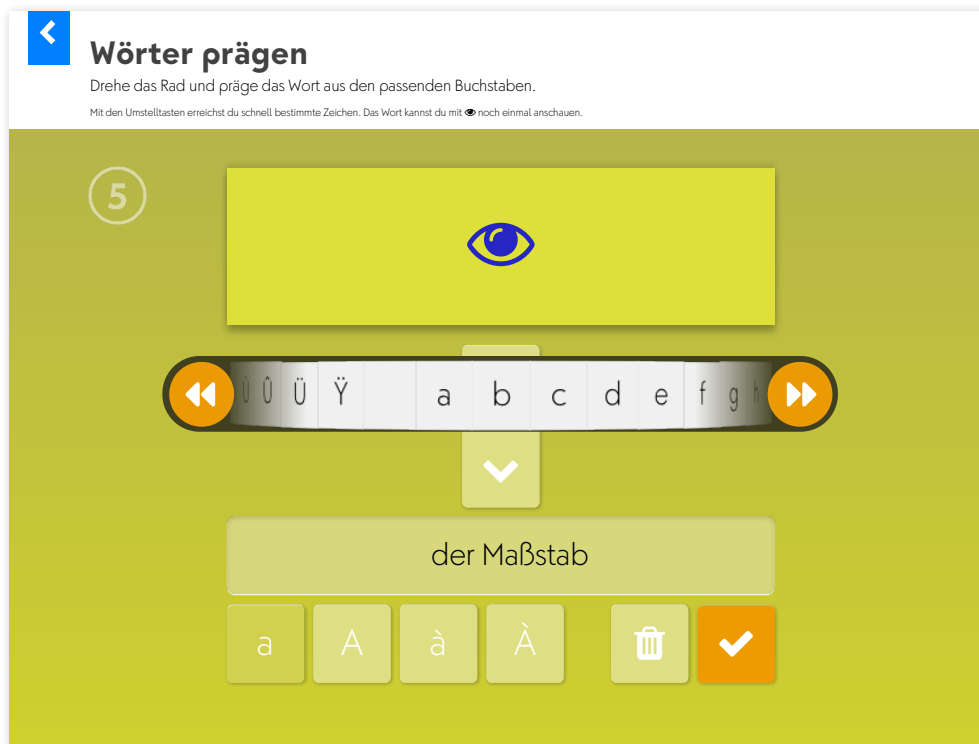 Wörter prägen
Drehe das Rad und präge das Wort aus den passenden Buchstaben.
Mit den Umstelltasten erreichst du schnell bestimmte Zeichen. Das Wort kannst du mit noch einmal anschauen.
5
Û Ü Ÿ a b c d e f g h
der Maßstab
a A à À